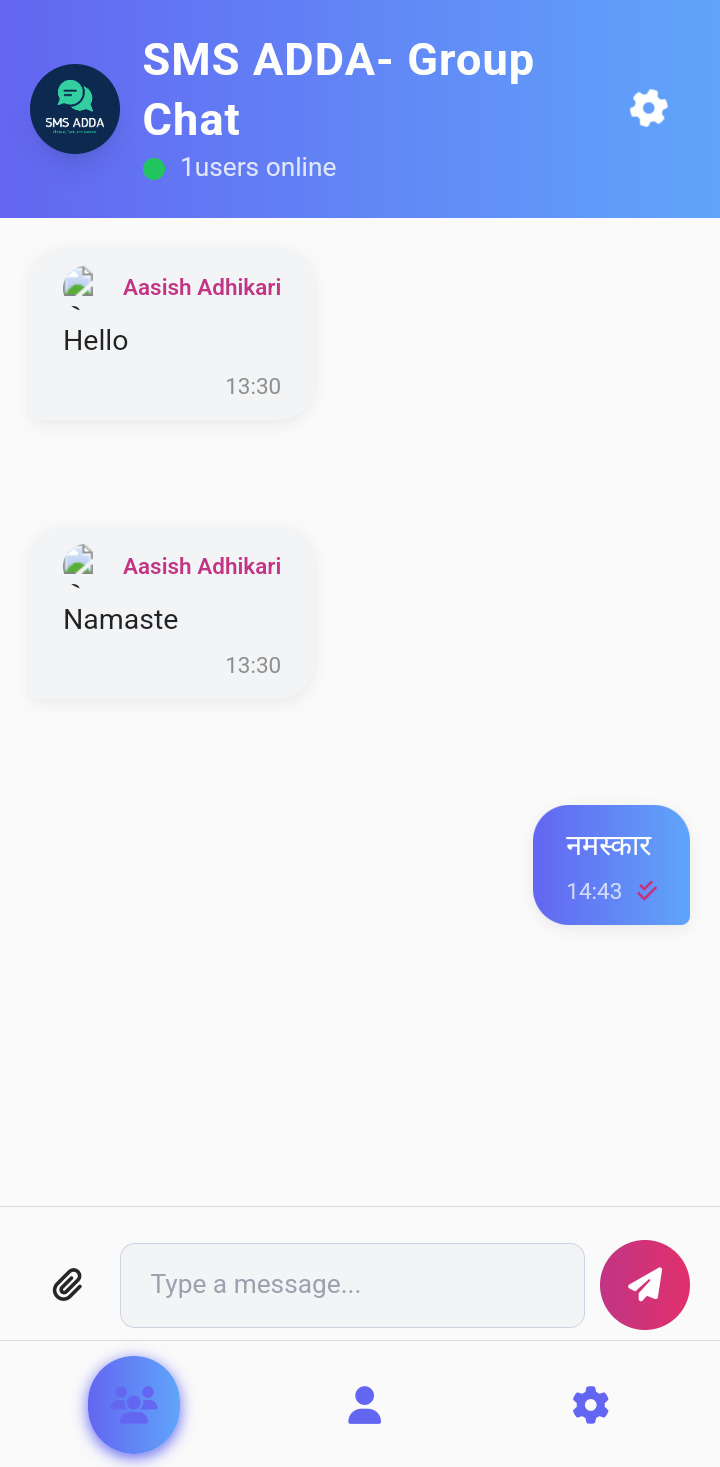 SMS ADDA- Group
Chat
SMS ADDA
1users online
Aasish Adhikari
Hello
13:30
Aasish Adhikari
Namaste
13:30
नमस्कार
14:43
Type a message...